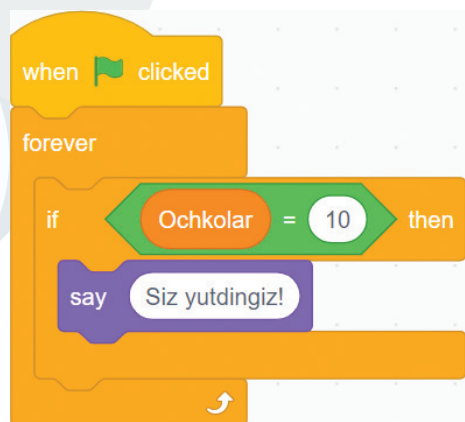 when clicked
forever
if Ochkolar = 10 then
say Siz yutdingiz!